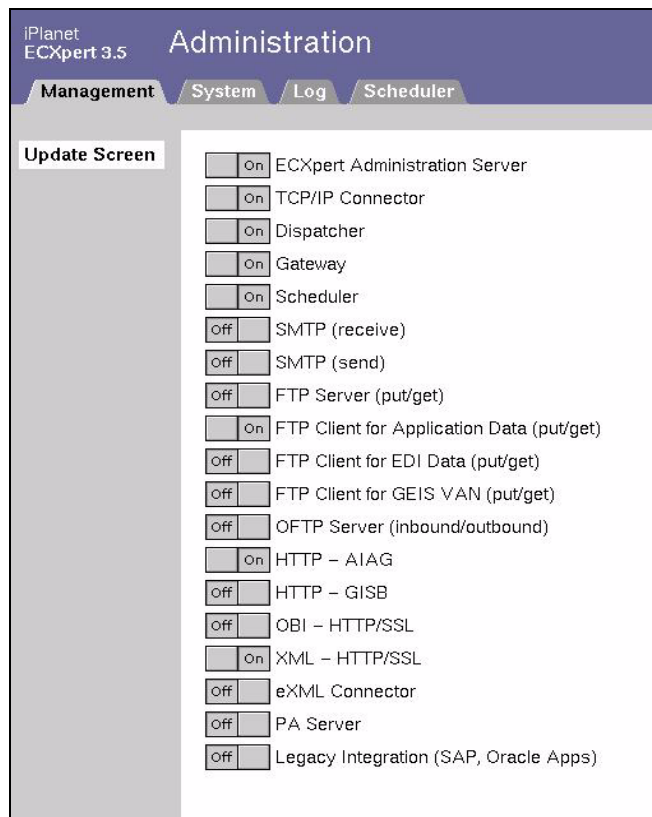 iPlanet
ECXpert 3.5
Administration
Management System Log Scheduler
Update Screen
On ECXpert Administration Server
On TCP/IP Connector
On Dispatcher
On Gateway
On Scheduler
Off SMTP (receive)
Off SMTP (send)
Off FTP Server (put/get)
On FTP Client for Application Data (put/get)
Off FTP Client for EDI Data (put/get)
Off FTP Client for GEIS VAN (put/get)
Off OFTP Server (inbound/outbound)
On HTTP – AIAG
Off HTTP – GISB
Off OBI – HTTP/SSL
On XML – HTTP/SSL
Off eXML Connector
Off PA Server
Off Legacy Integration (SAP, Oracle Apps)